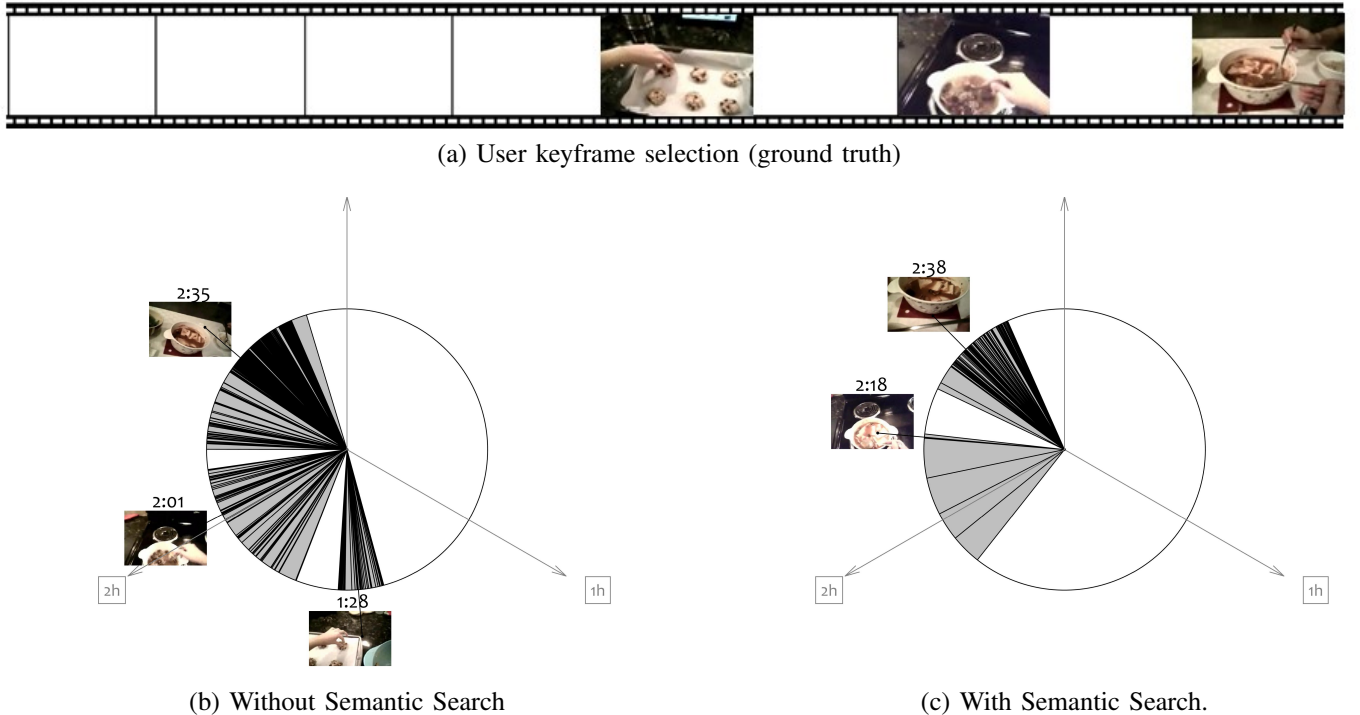 (a) User keyframe selection (ground truth)
2:35
2:01
2h
1:28
1h
(b) Without Semantic Search
2:38
2:18
2h
1h
(c) With Semantic Search.